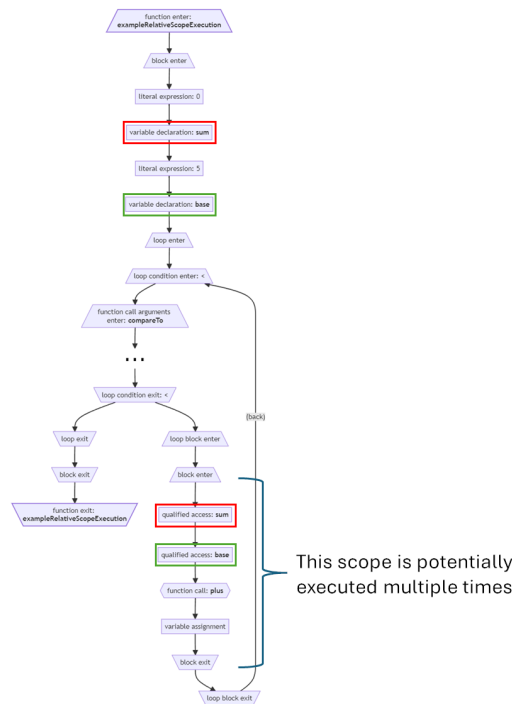 function enter:
exampleRelativeScopeExecution
block enter
literal expression: 0
variable declaration: sum
literal expression: 5
variable declaration: base
loop enter
loop condition enter: <
function call arguments
enter: compareTo
...
loop condition exit: <
(back)
loop exit
loop block enter
block exit
block enter
function exit:
exampleRelativeScopeExecution
qualified access: sum
qualified access: base
This scope is potentially
executed multiple times
function call: plus
variable assignment
block exit
loop block exit